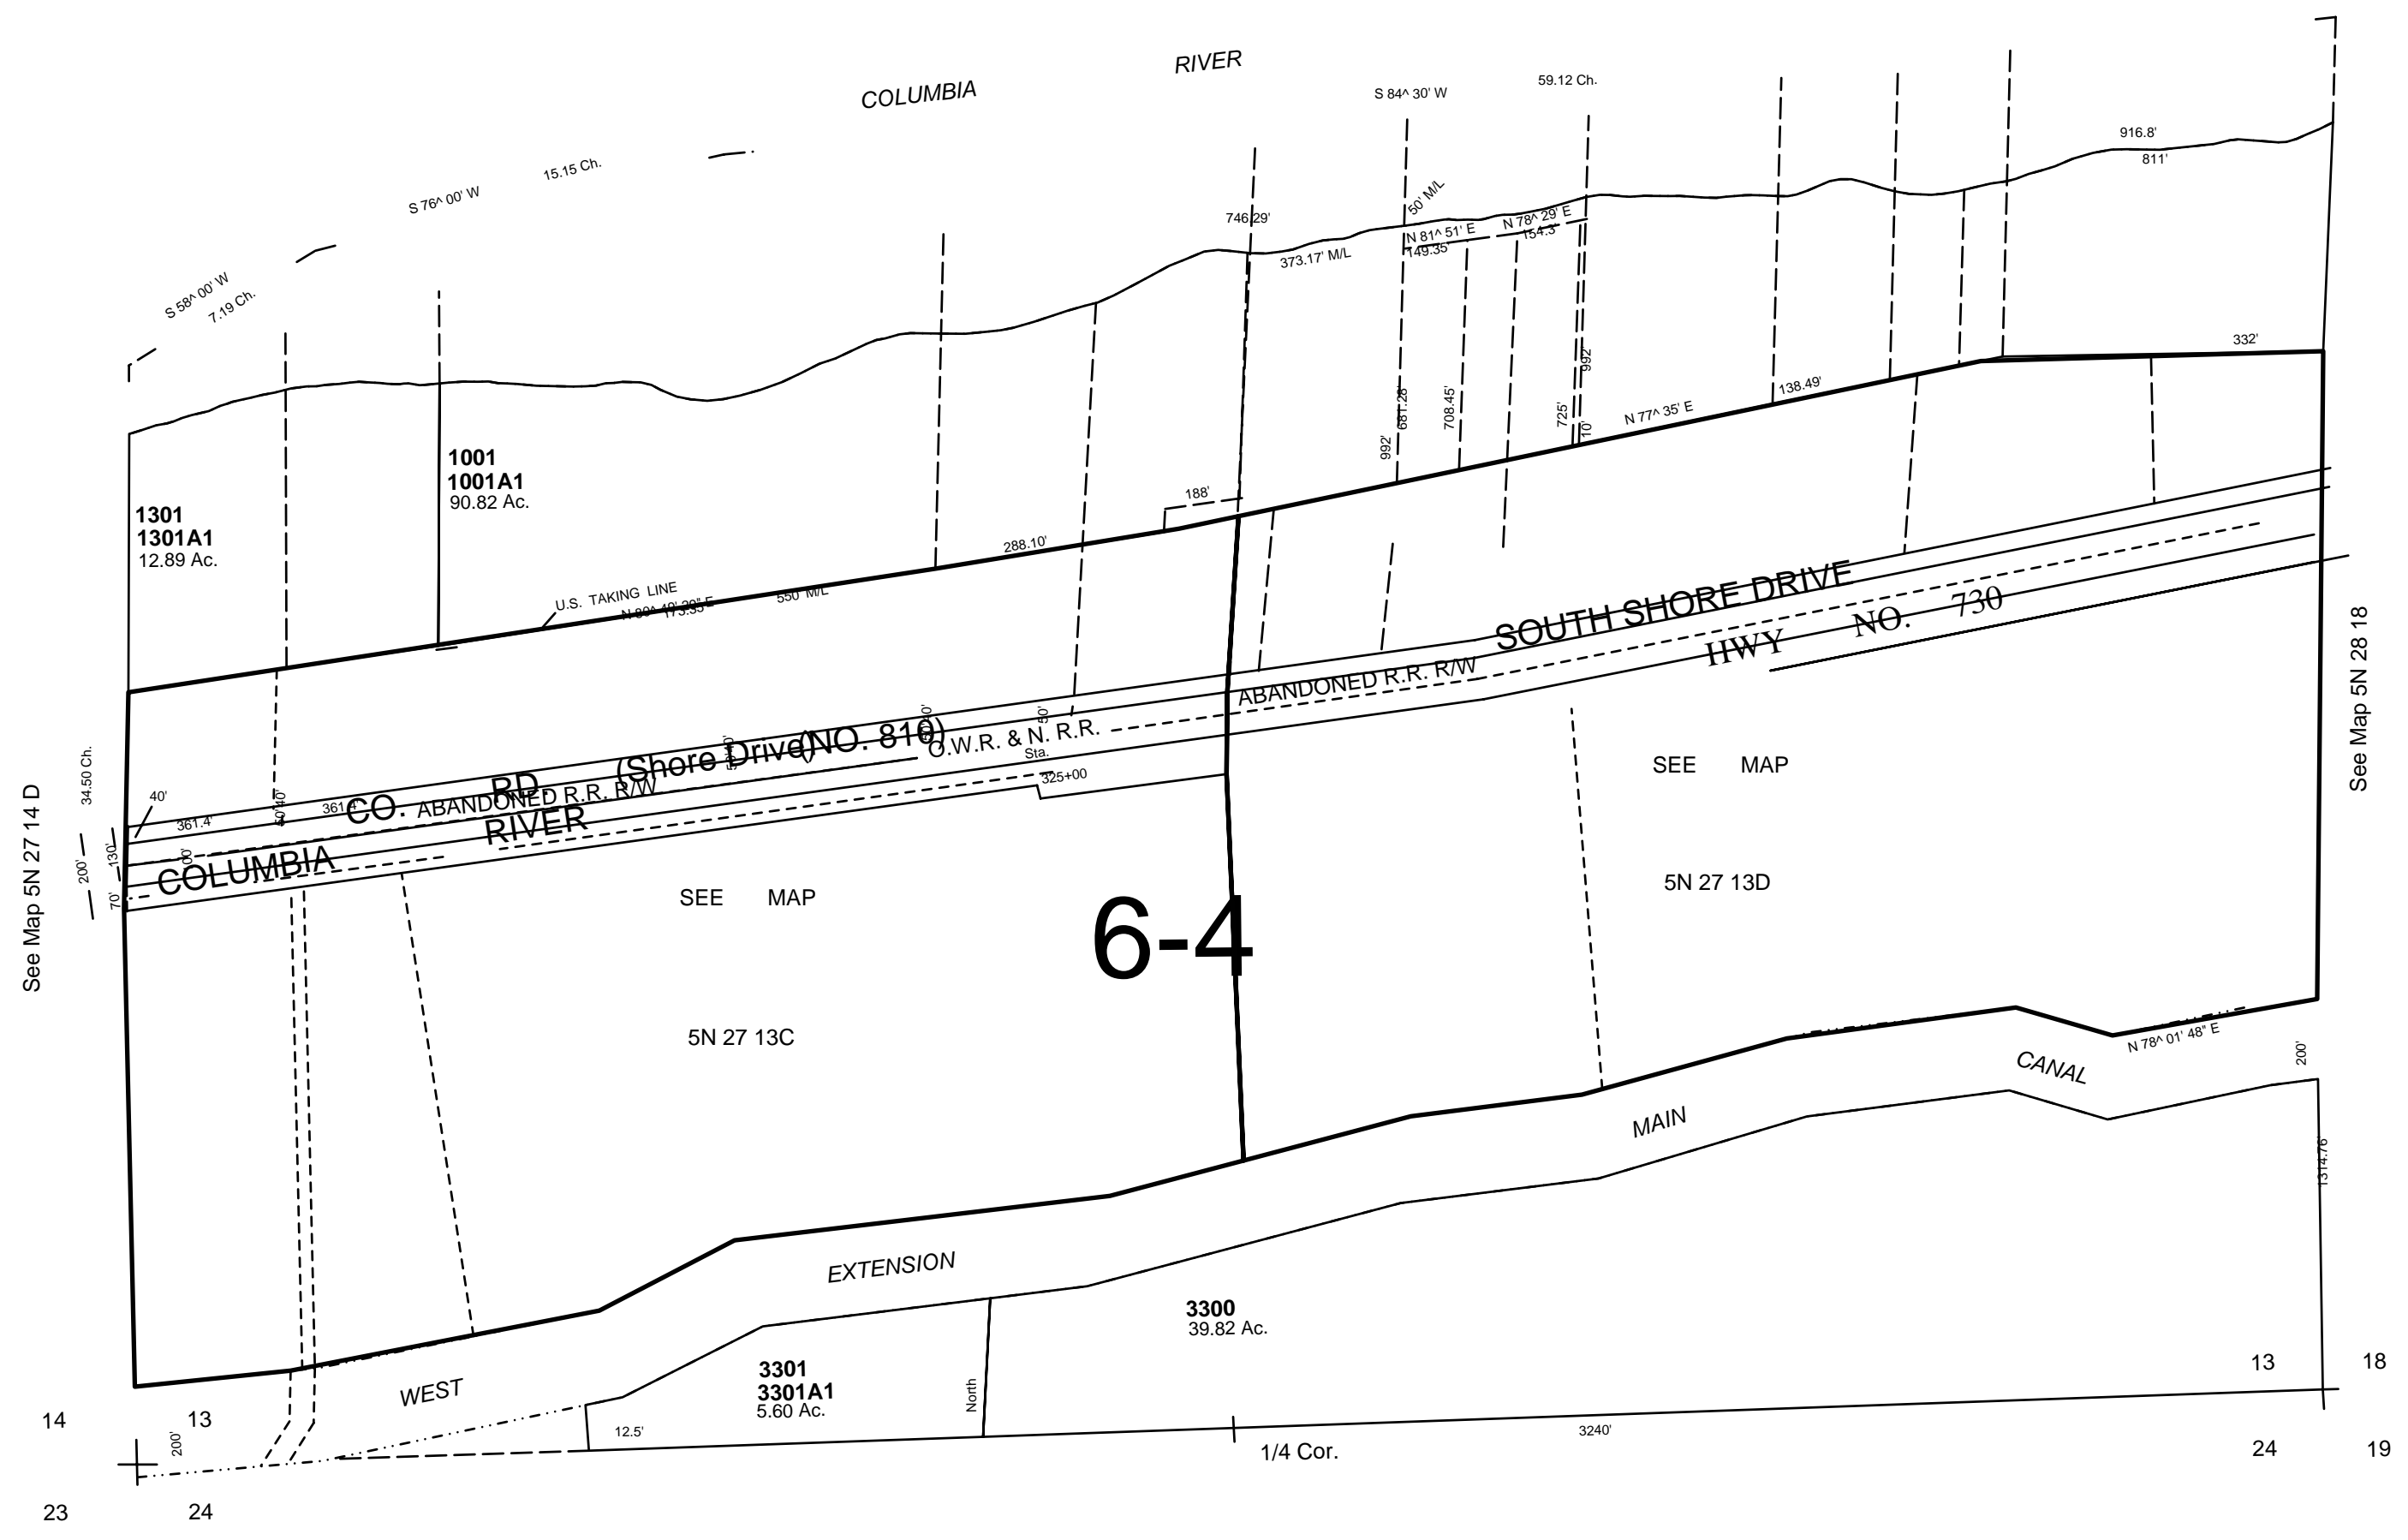 COLUMBIA RIVER
S 84^ 30' W
59.12 Ch.
S 76^ 00' W
15.15 Ch.
S 58^ 00' W
7.19 Ch.
916.8'
811'
746.29'
50' M/L
N 81^ 51' E
149.35'
N 78^ 29' E
154.3'
373.17' M/L
332'
992'
681.28'
708.45'
725'
992'
10'
N 77^ 35' E
138.49'
1001
1001A1
90.82 Ac.
1301
1301A1
12.89 Ac.
188'
288.10'
U.S. TAKING LINE
173.35'
550' M/L
SOUTH SHORE DRIVE
HWY NO. 730
ABANDONED R.R. R/W
See Map 5N 28 18
See Map 5N 27 14 D
34.50 Ch.
40'
361.4'
361.4'
CO. RD. (Shore Drive) (NO. 810)
ABANDONED R.R. R/W
O.W.R. & N. R.R.
50'
Sta.
325+00
COLUMBIA RIVER
200'
130'
70'
SEE MAP
5N 27 13D
SEE MAP
5N 27 13C
6-4
N 78^ 01' 48" E
200'
CANAL
MAIN
EXTENSION
WEST
1314.76'
3300
39.82 Ac.
3301
3301A1
5.60 Ac.
North
12.5'
3240'
1/4 Cor.
200'
14 13
23 24
13 18
24 19